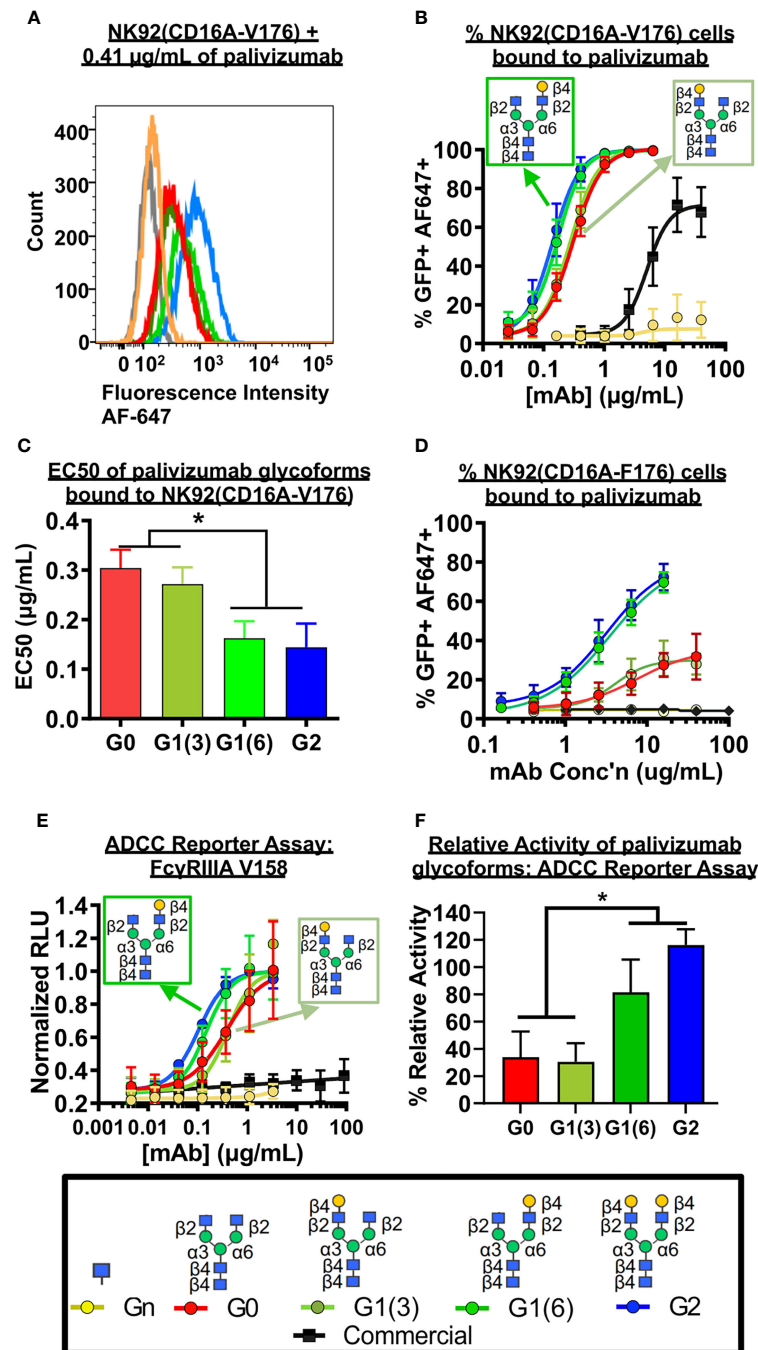 A
NK92(CD16A-V176) +
0.41 µg/mL of palivizumab
400
300
200
100
0
Count
0 10² 10³ 10⁴ 10⁵
Fluorescence Intensity
AF-647
B
% NK92(CD16A-V176) cells
bound to palivizumab
β4
β2 β2
α3 α6
β4
β4
β4
β2 β2
α3 α6
β4
β4
100
80
60
40
20
0
% GFP+ AF647+
0.01 0.1 1 10 100
[mAb] (µg/mL)
C
EC50 of palivizumab glycoforms
bound to NK92(CD16A-V176)
*
0.4
0.3
0.2
0.1
0.0
EC50 (µg/mL)
G0 G1(3) G1(6) G2
D
% NK92(CD16A-F176) cells
bound to palivizumab
100
80
60
40
20
0
% GFP+ AF647+
0.1 1 10 100
mAb Conc'n (ug/mL)
E
ADCC Reporter Assay:
FcγRIIIA V158
β4
β2 β2
α3 α6
β4
β4
β4
β2 β2
α3 α6
β4
β4
1.4
1.2
1.0
0.8
0.6
0.4
0.2
Normalized RLU
0.001 0.01 0.1 1 10 100
[mAb] (µg/mL)
F
Relative Activity of palivizumab
glycoforms: ADCC Reporter Assay
*
140
120
100
80
60
40
20
0
% Relative Activity
G0 G1(3) G1(6) G2
β2 β2
α3 α6
β4
β4
β4
β2 β2
α3 α6
β4
β4
β4
β2 β2
α3 α6
β4
β4
β4 β4
β2 β2
α3 α6
β4
β4
Gn G0 G1(3) G1(6) G2
Commercial